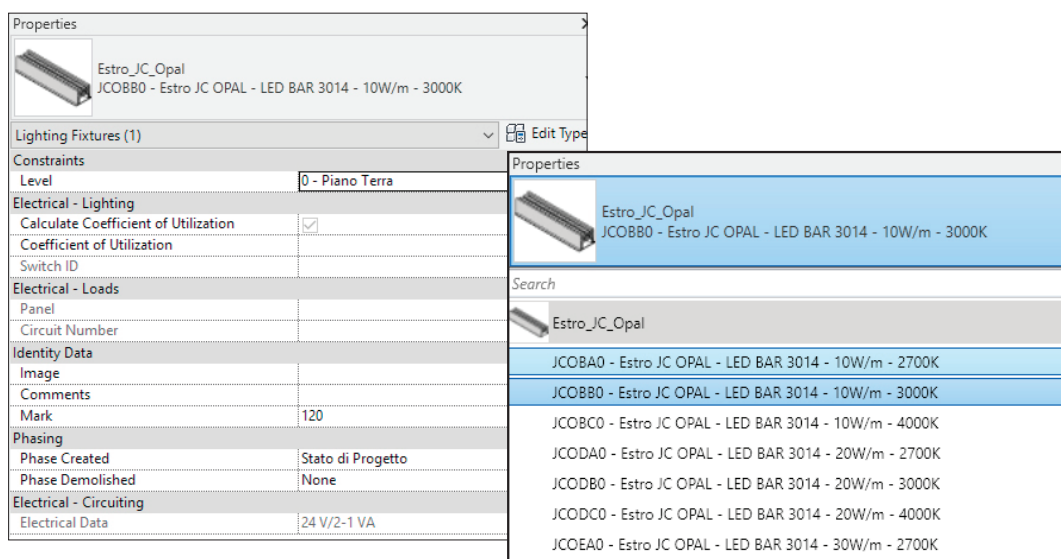 Properties
Estro_JC_Opal
JCOBB0 - Estro JC OPAL - LED BAR 3014 - 10W/m - 3000K
Lighting Fixtures (1)
Edit Type
Constraints
Level 0 - Piano Terra
Electrical - Lighting
Calculate Coefficient of Utilization
Coefficient of Utilization
Switch ID
Electrical - Loads
Panel
Circuit Number
Identity Data
Image
Comments
Mark 120
Phasing
Phase Created Stato di Progetto
Phase Demolished None
Electrical - Circuiting
Electrical Data 24 V/2-1 VA
Properties
Estro_JC_Opal
JCOBB0 - Estro JC OPAL - LED BAR 3014 - 10W/m - 3000K
Search
Estro_JC_Opal
JCOBA0 - Estro JC OPAL - LED BAR 3014 - 10W/m - 2700K
JCOBB0 - Estro JC OPAL - LED BAR 3014 - 10W/m - 3000K
JCOBC0 - Estro JC OPAL - LED BAR 3014 - 10W/m - 4000K
JCODA0 - Estro JC OPAL - LED BAR 3014 - 20W/m - 2700K
JCODB0 - Estro JC OPAL - LED BAR 3014 - 20W/m - 3000K
JCODC0 - Estro JC OPAL - LED BAR 3014 - 20W/m - 4000K
JCOEA0 - Estro JC OPAL - LED BAR 3014 - 30W/m - 2700K